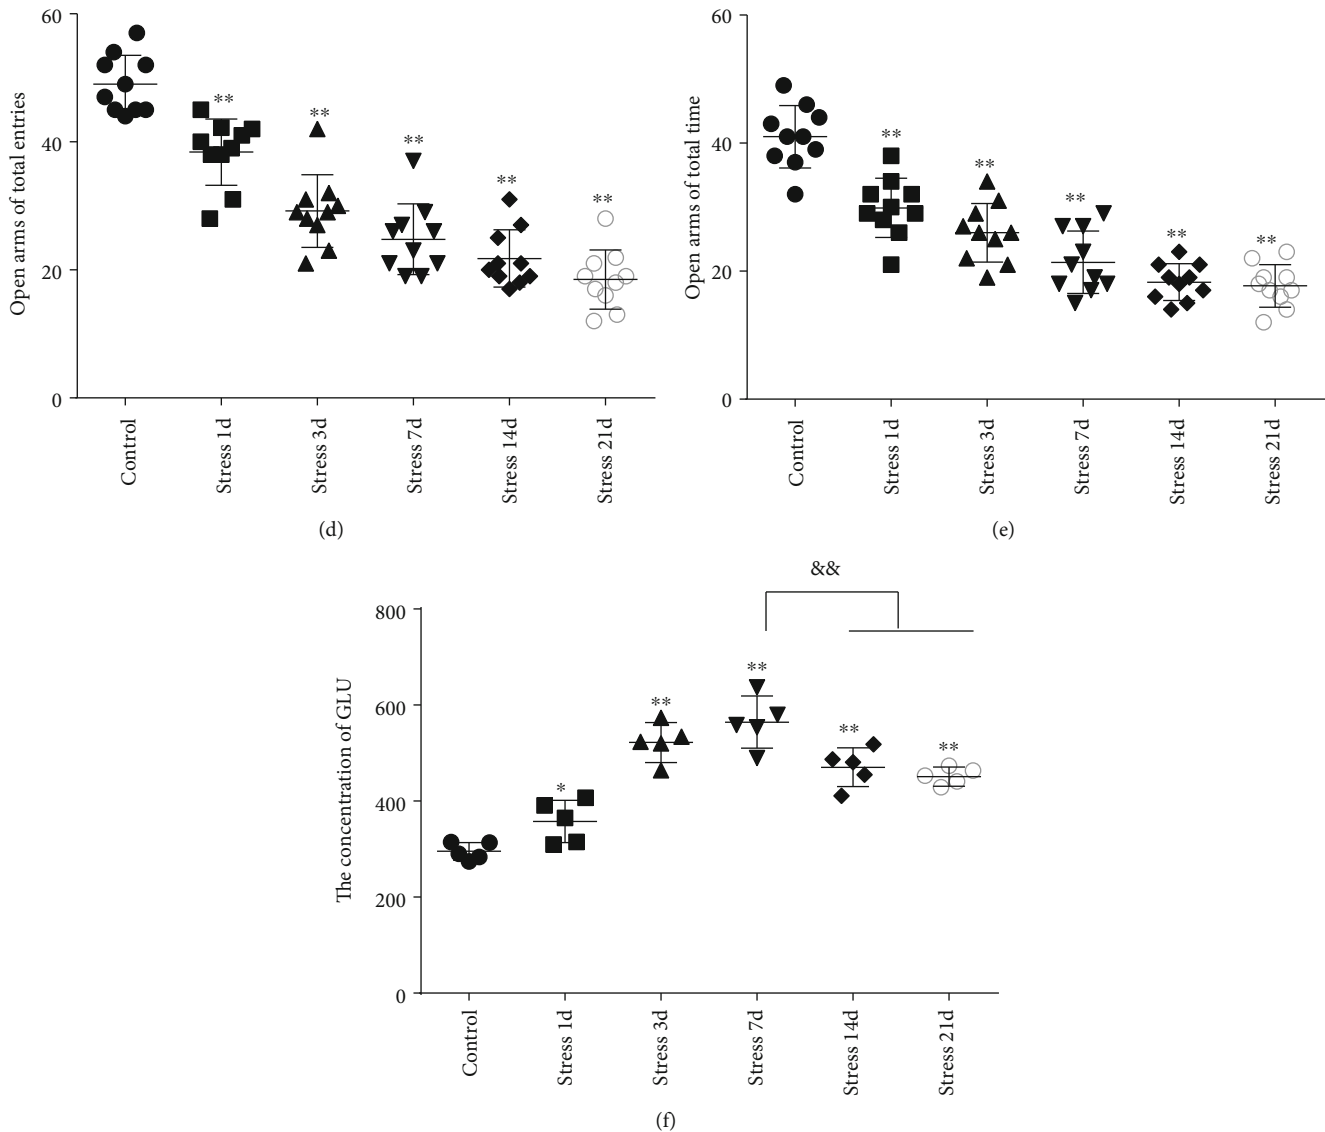 Open arms of total entries
60
40
20
0
**
**
**
**
**
Control
Stress 1d
Stress 3d
Stress 7d
Stress 14d
Stress 21d
(d)
Open arms of total time
60
40
20
0
**
**
**
**
**
Control
Stress 1d
Stress 3d
Stress 7d
Stress 14d
Stress 21d
(e)
The concentration of GLU
800
600
400
200
0
&&
*
**
**
**
**
Control
Stress 1d
Stress 3d
Stress 7d
Stress 14d
Stress 21d
(f)